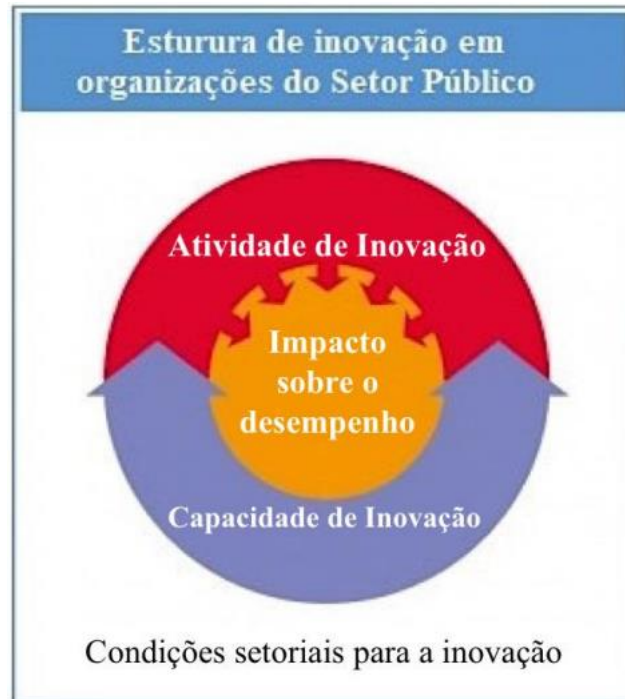 Esturura de inovação em
organizações do Setor Público
Atividade de Inovação
Impacto
sobre o
desempenho
Capacidade de Inovação
Condições setoriais para a inovação